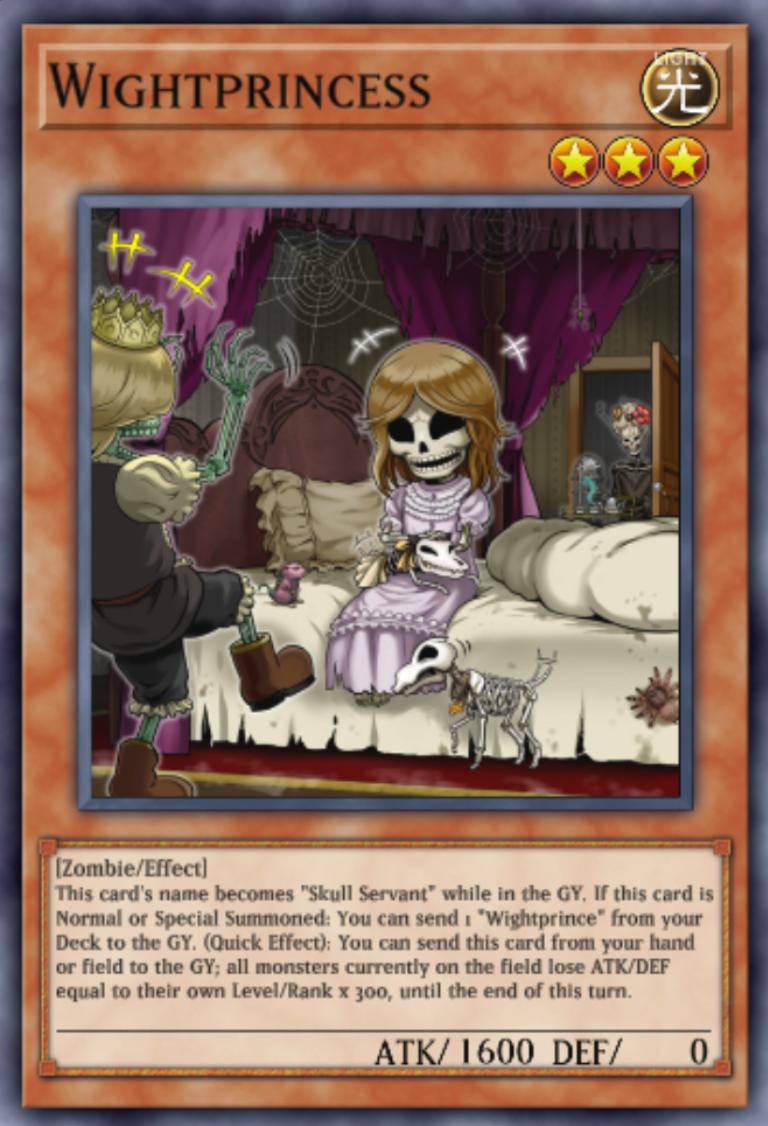 WIGHTPRINCESS
LIGHT
光
[Zombie/Effect]
This card's name becomes "Skull Servant" while in the GY. If this card is
Normal or Special Summoned: You can send 1 "Wightprince" from your
Deck to the GY. (Quick Effect): You can send this card from your hand
or field to the GY; all monsters currently on the field lose ATK/DEF
equal to their own Level/Rank x 300, until the end of this turn.
ATK/ 1600 DEF/ 0